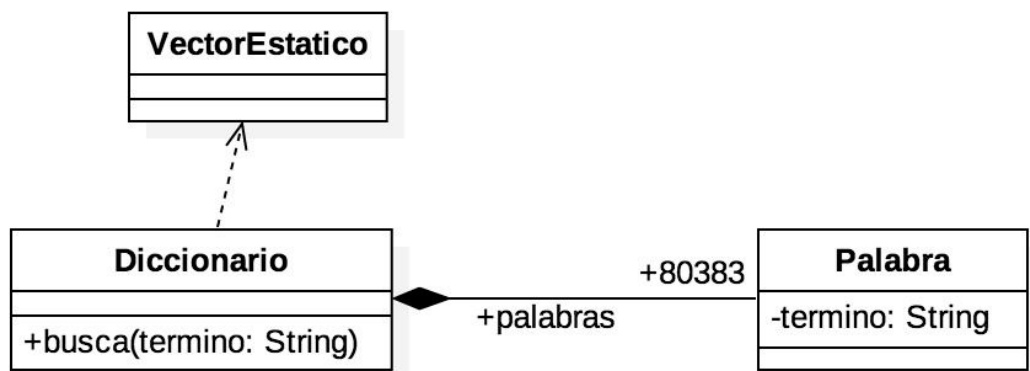 VectorEstatico
Diccionario
+busca(termino: String)
+80383
+palabras
Palabra
-termino: String